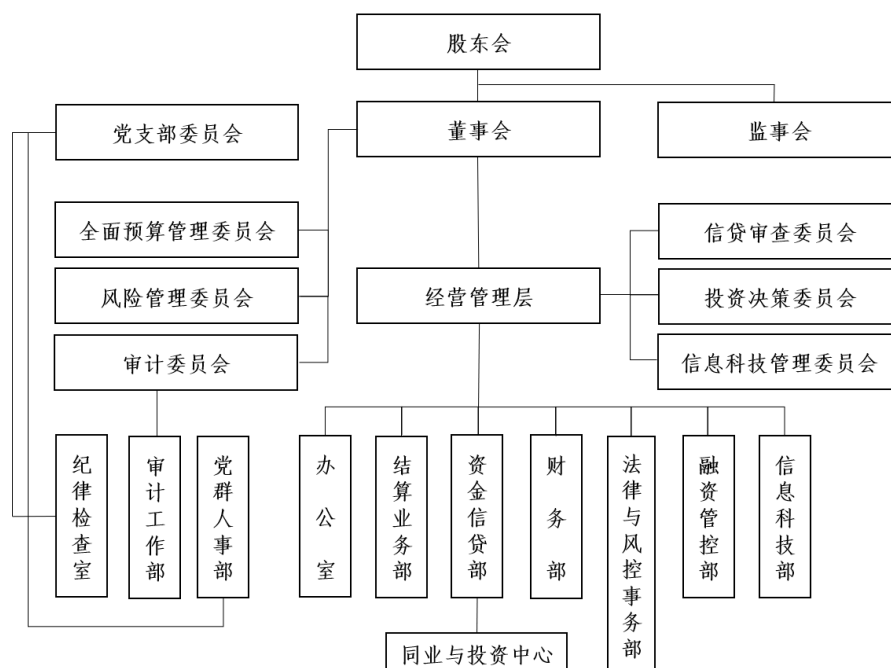 股东会
党支部委员会
董事会
监事会
全面预算管理委员会
信贷审查委员会
风险管理委员会
经营管理层
投资决策委员会
审计委员会
信息科技管理委员会
纪律检查室
审计工作部
党群人事部
办公室
结算业务部
资金信贷部
财务部
法律与风控事务部
融资管控部
信息科技部
同业与投资中心